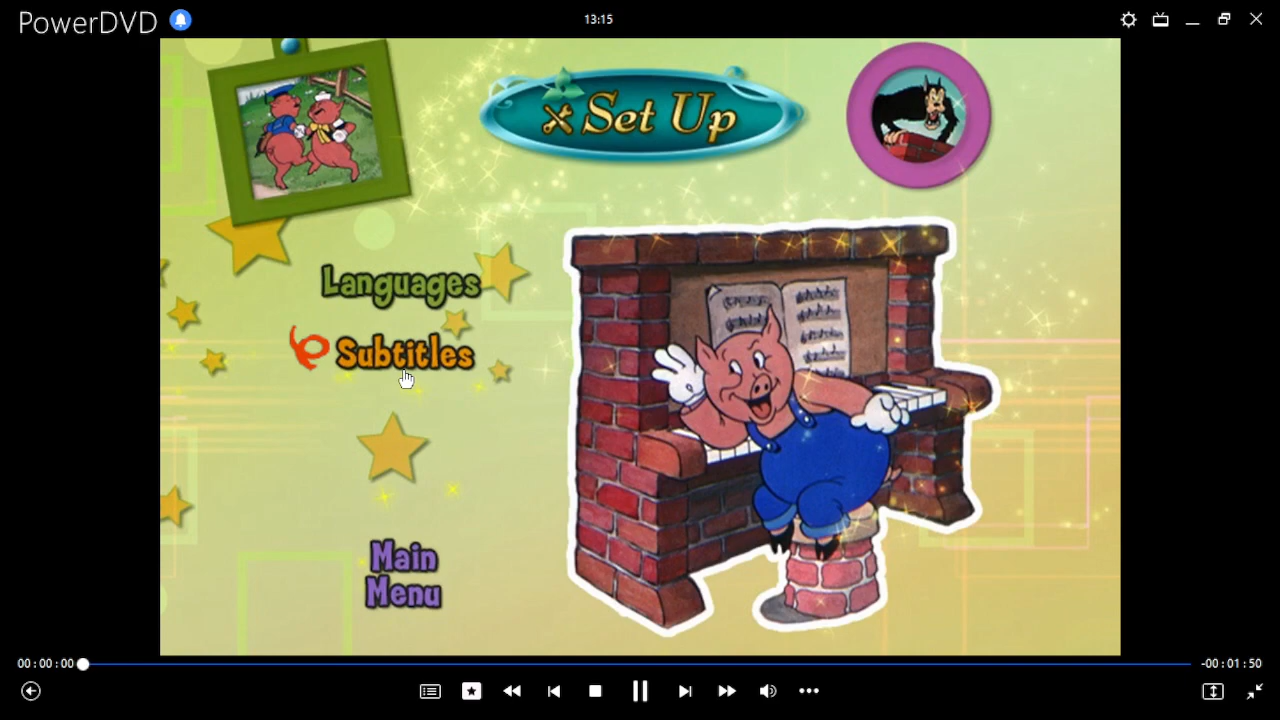 PowerDVD
13:15
Set Up
Languages
Subtitles
Main
Menu
00:00:00
-00:01:50